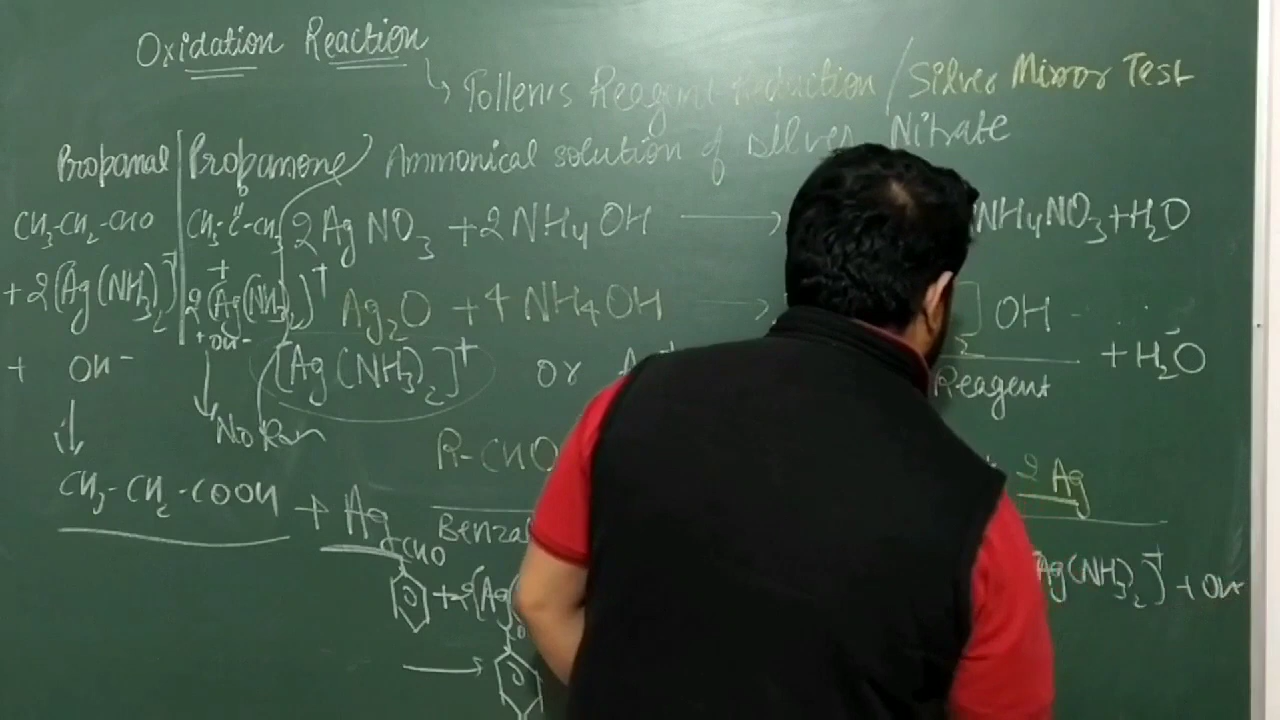 Oxidation Reaction
Tollen's Reagent Reduction / Silver Mirror Test
Propanal | Propanone Ammonical solution of silver Nitrate
CH3-CH2-CHO
CH3-C-CH3
O
2AgNO3 + 2NH4OH → NH4NO3+H2O
+ 2[Ag(NH3)2]+
+
2[Ag(NH3)2]+
+ OH-
Ag2O + 4NH4OH → ] OH
2
+ OH-
[Ag(NH3)2]+ or Reagent + H2O
No Rxn
R-CHO 2Ag
CH3-CH2-COOH + Ag
Benzal
CHO
+2[Ag( Ag(NH3)2]+ + OH-
→